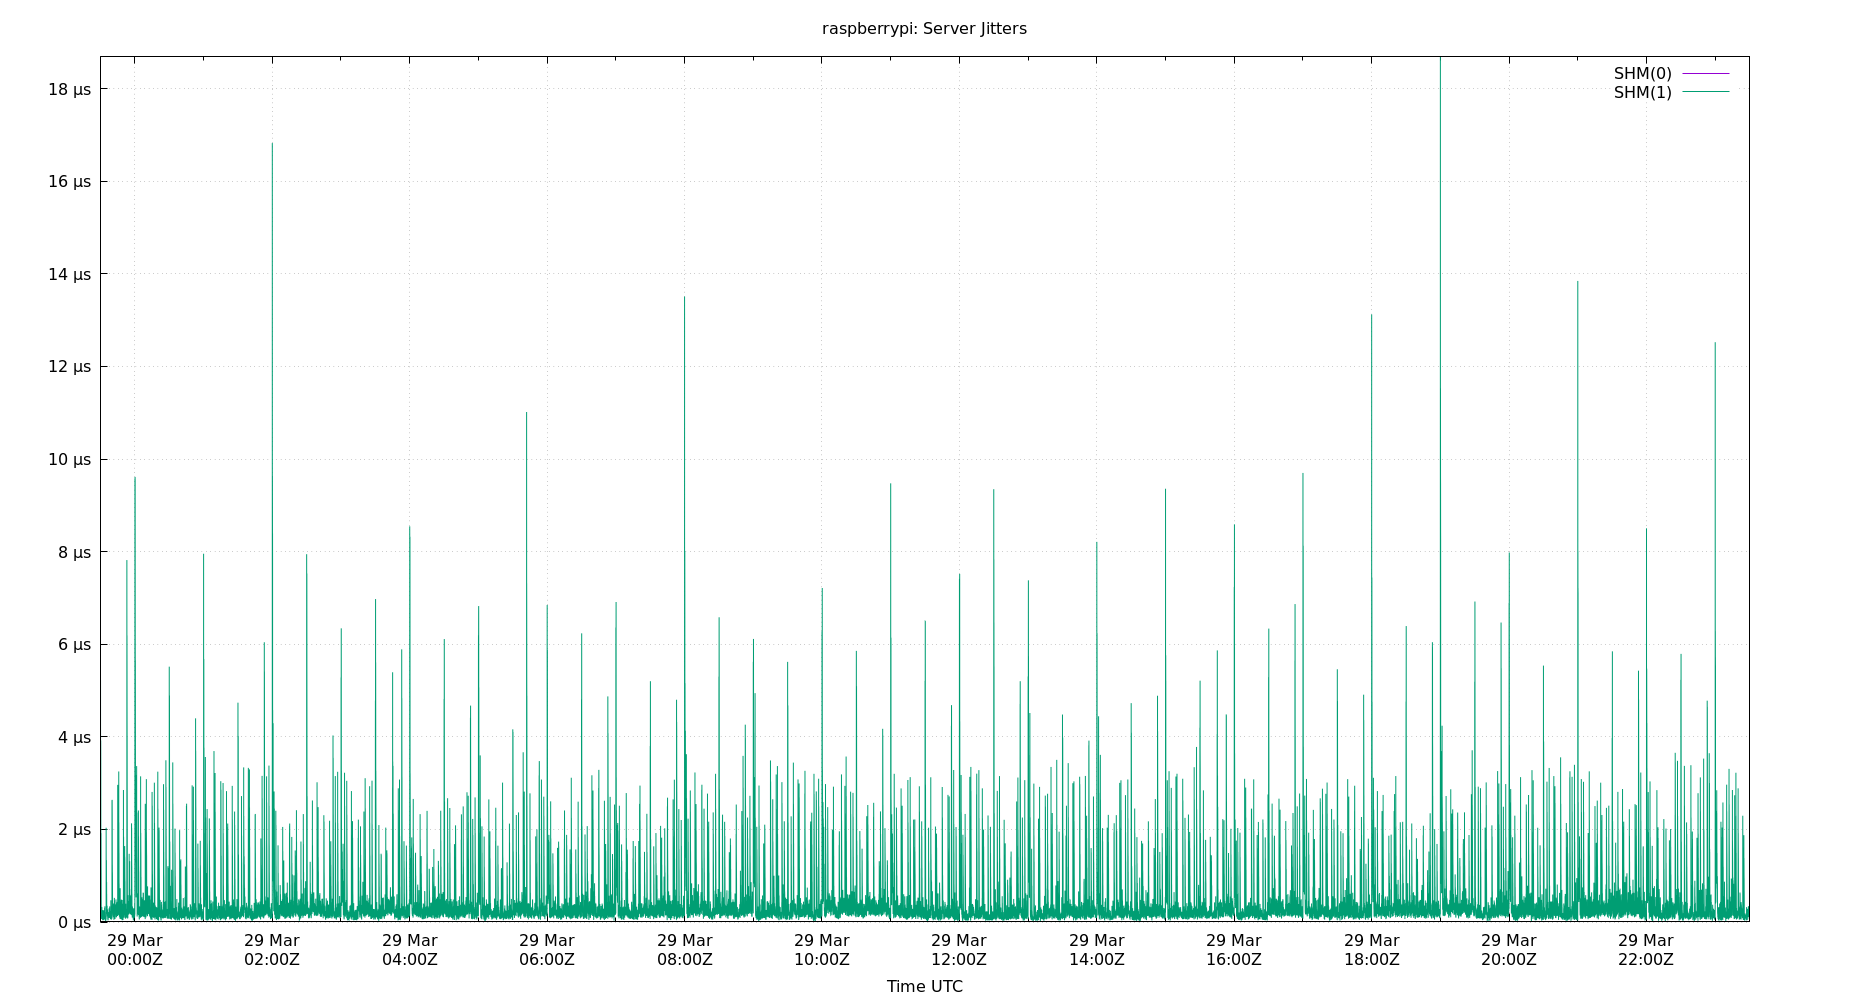 raspberrypi: Server Jitters
SHM(0)
SHM(1)
18 µs
16 µs
14 µs
12 µs
10 µs
8 µs
6 µs
4 µs
2 µs
0 µs
29 Mar 29 Mar 29 Mar 29 Mar 29 Mar 29 Mar 29 Mar 29 Mar 29 Mar 29 Mar 29 Mar 29 Mar
00:00Z 02:00Z 04:00Z 06:00Z 08:00Z 10:00Z 12:00Z 14:00Z 16:00Z 18:00Z 20:00Z 22:00Z
Time UTC